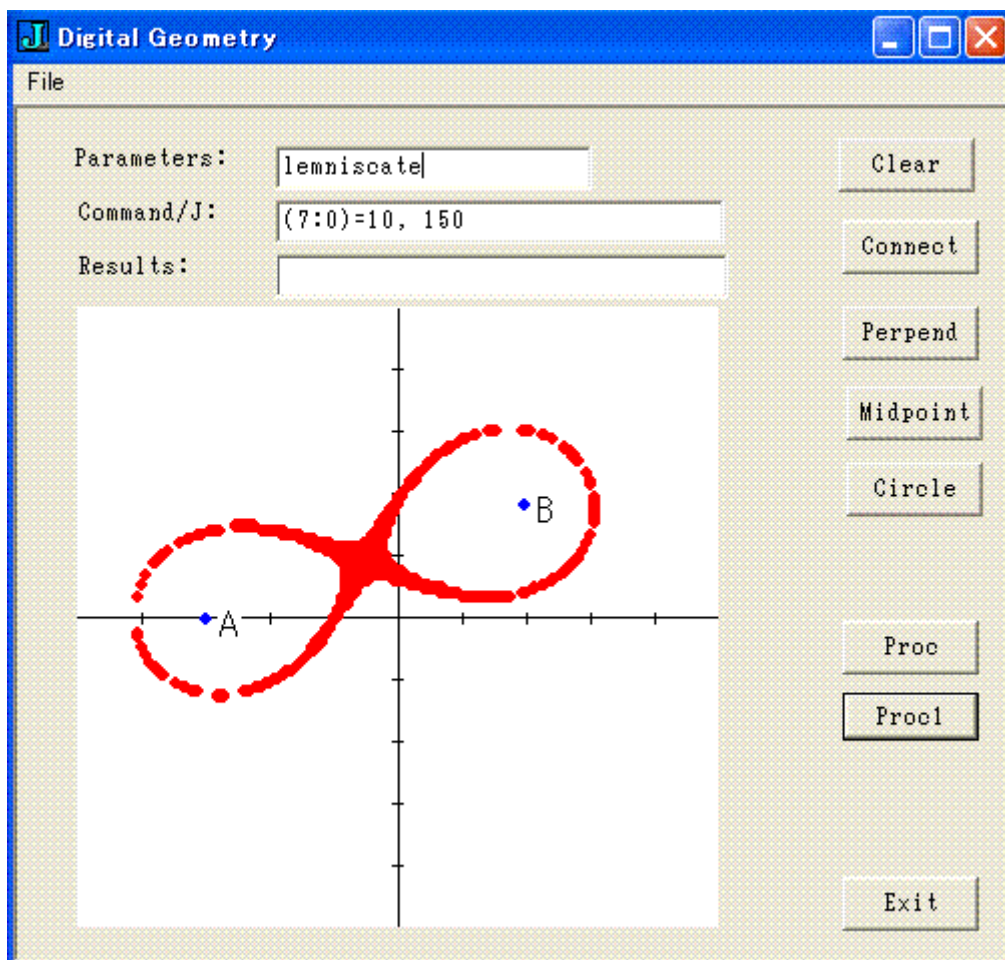 Digital Geometry
File
Parameters: lemniscate
Clear
Command/J: (7:0)=10, 150
Connect
Results:
Perpend
Midpoint
Circle
B
A
Proc
Proc1
Exit